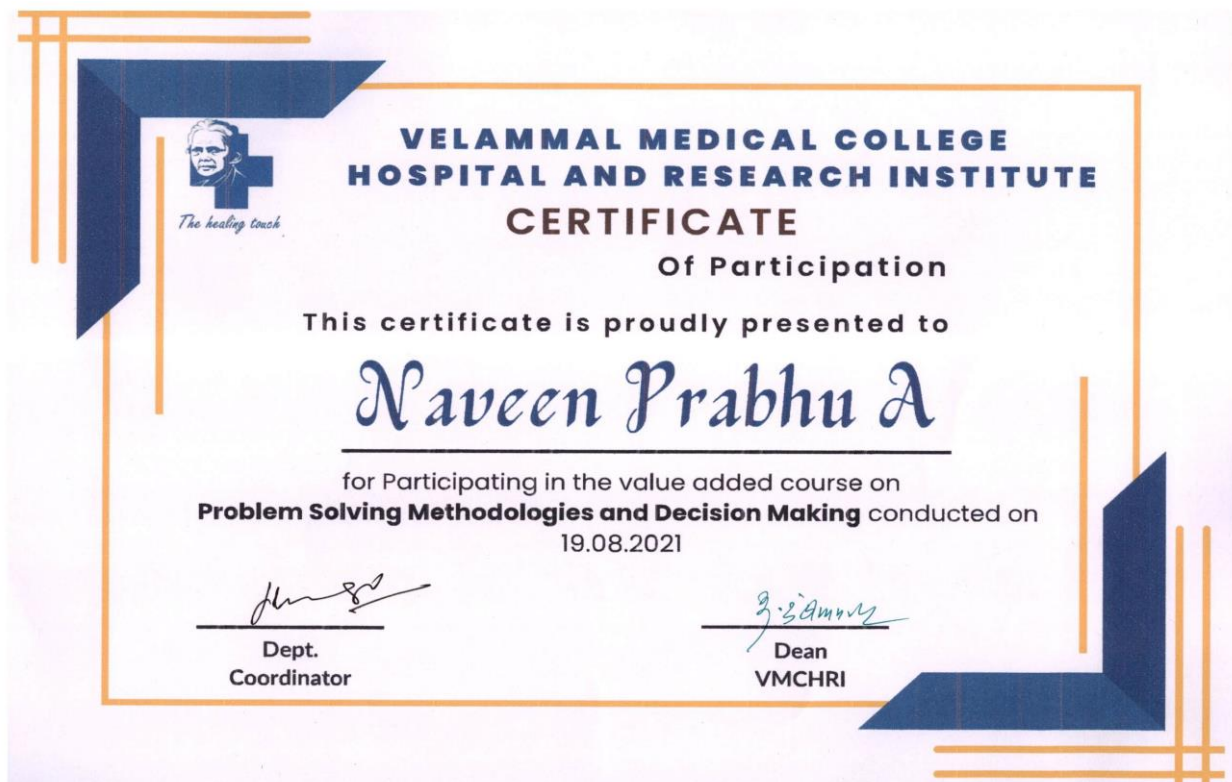 VELAMMAL MEDICAL COLLEGE
HOSPITAL AND RESEARCH INSTITUTE
The healing touch
CERTIFICATE
Of Participation
This certificate is proudly presented to
Naveen Prabhu A
for Participating in the value added course on
Problem Solving Methodologies and Decision Making conducted on
19.08.2021
Dept.
Coordinator
Dean
VMCHRI